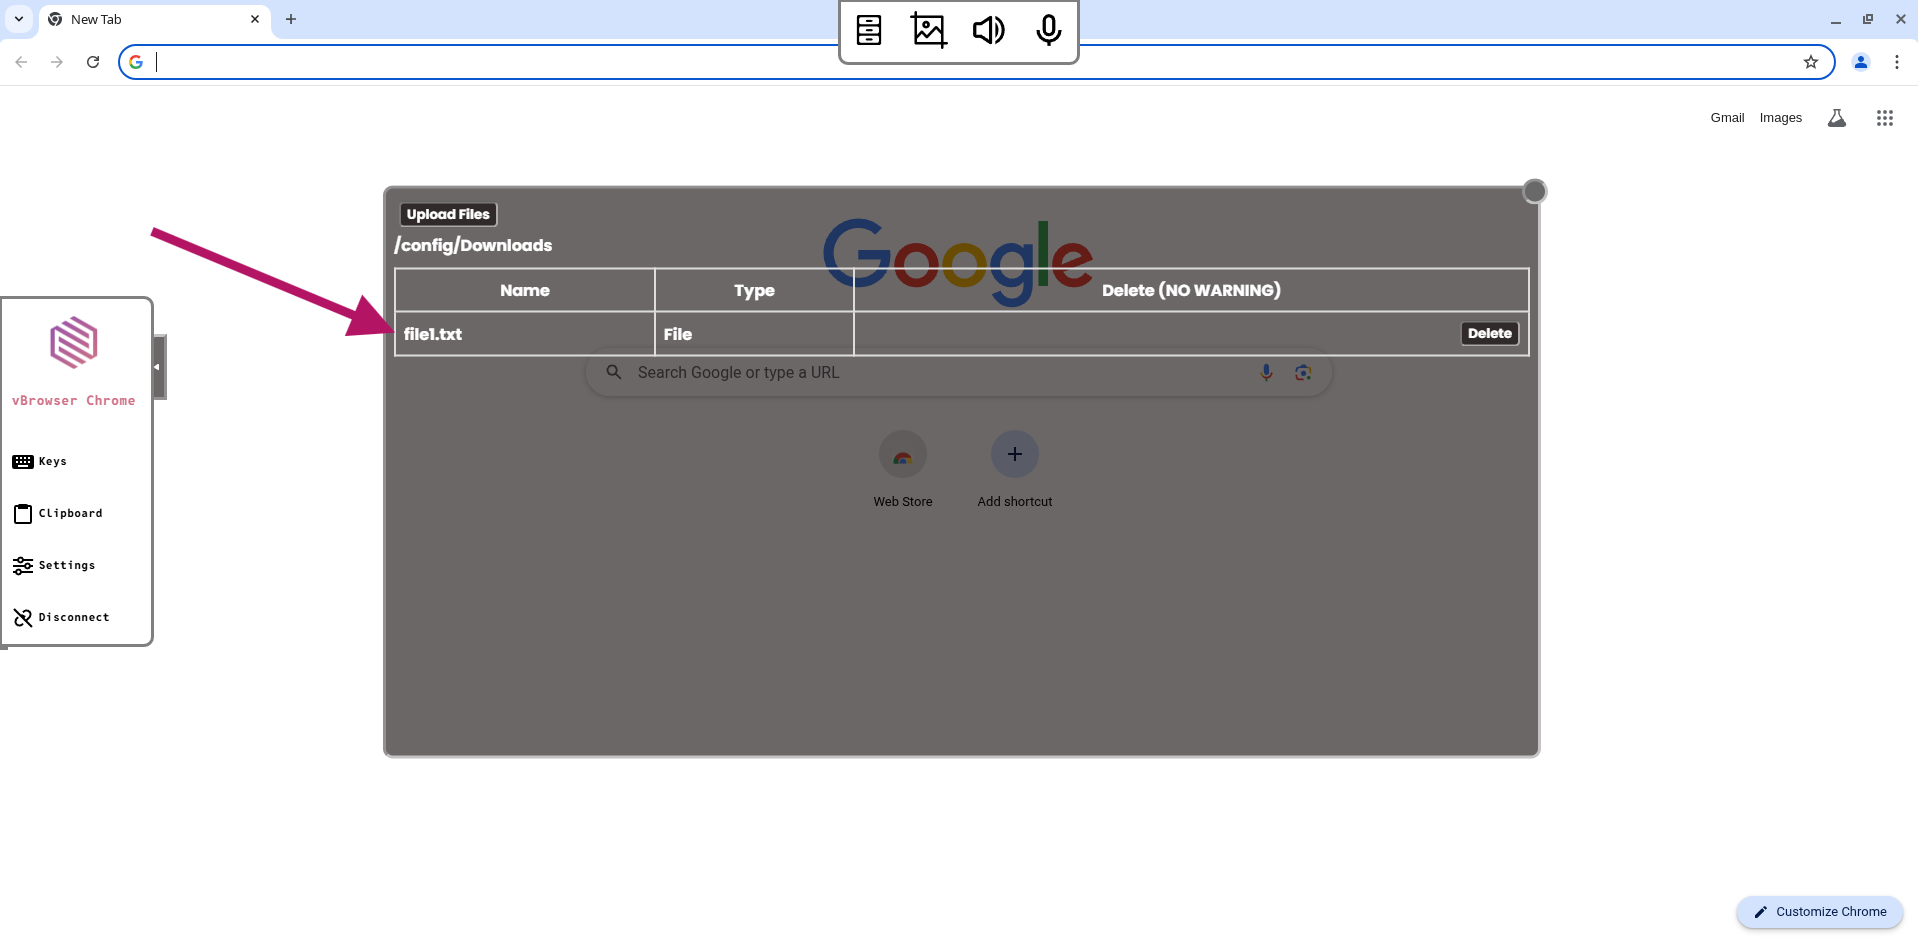 New Tab
Gmail Images
Upload Files
/config/Downloads
Google
Name Type Delete (NO WARNING)
file1.txt File Delete
Search Google or type a URL
Web Store Add shortcut
vBrowser Chrome
Keys
Clipboard
Settings
Disconnect
Customize Chrome